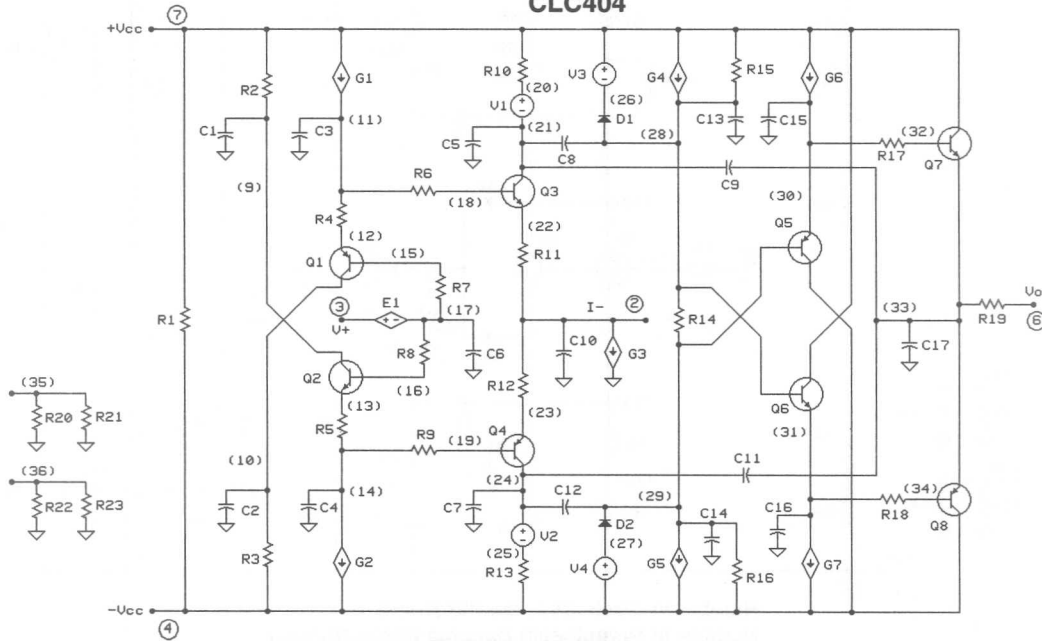 CLC404
7
+Vcc
R2
G1
R10
V3
G4
R15
G6
(20)
V1
(26)
C1
C3
(11)
(21)
D1
C13
C15
(28)
(32)
C5
C8
R17
Q7
R6
C9
(9)
(18)
Q3
(30)
R4
(22)
(12)
Q5
Q1
(15)
R11
R7
3
I-
2
Vo
E1
(17)
(33)
R1
V+
R14
R19
6
R8
C6
C10
G3
C17
Q2
(16)
R12
(35)
(13)
(23)
Q6
R20
R21
R5
Q4
(31)
R9
(19)
(10)
C11
(36)
(24)
(14)
C12
(29)
(34)
R22
R23
C2
C4
C7
D2
C14
C16
R18
Q8
V2
(27)
(25)
R3
G2
R13
V4
G5
R16
G7
-Vcc
4